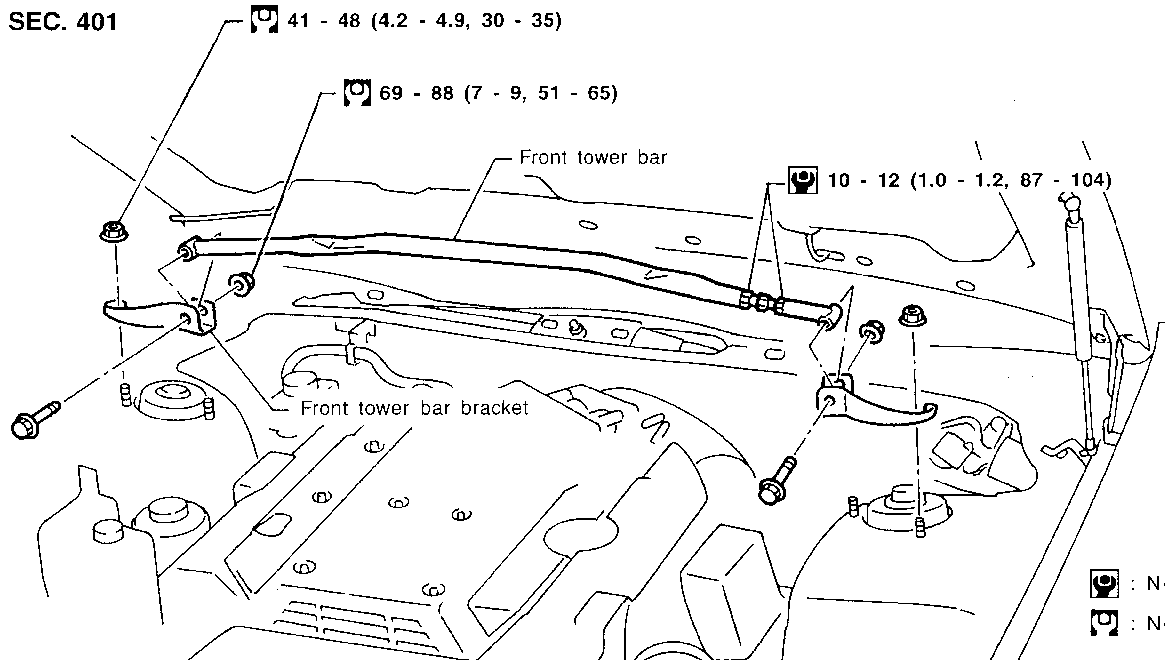 SEC. 401
41 - 48 (4.2 - 4.9, 30 - 35)
69 - 88 (7 - 9, 51 - 65)
Front tower bar
10 - 12 (1.0 - 1.2, 87 - 104)
Front tower bar bracket
: N•
: N•